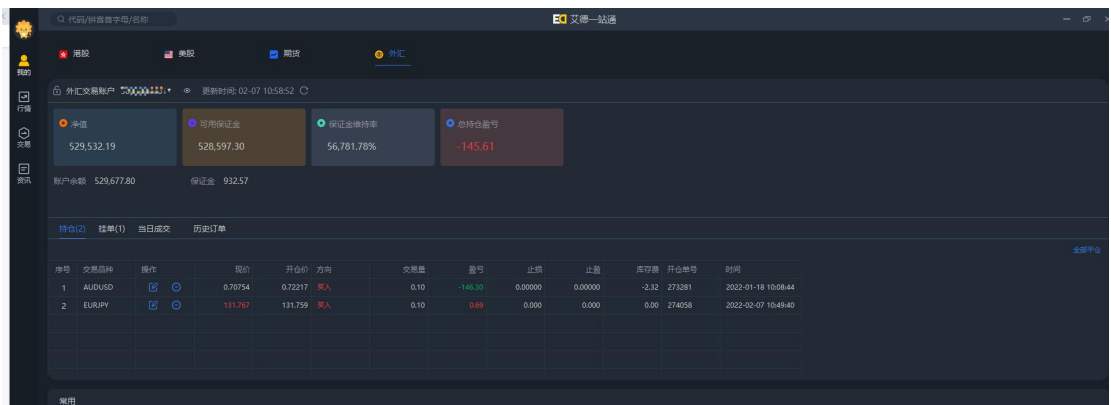 代码/拼音首字母/名称
艾德一站通
港股 美股 期货 外汇
我的
行情
交易
资讯
外汇交易账户 更新时间: 02-07 10:58:52
净值 可用保证金 保证金维持率 总持仓盈亏
529,532.19 528,597.30 56,781.78% -145.61
账户余额 529,677.80 保证金 932.57
持仓(2) 挂单(1) 当日成交 历史订单
全部平仓
序号 交易品种 操作 现价 开仓价 方向 交易量 盈亏 止损 止盈 库存费 开仓单号 时间
1 AUDUSD 0.70754 0.72217 买入 0.10 -146.30 0.00000 0.00000 -2.32 273281 2022-01-18 10:08:44
2 EURJPY 131.767 131.759 买入 0.10 0.69 0.000 0.000 0.00 274058 2022-02-07 10:49:40
常用